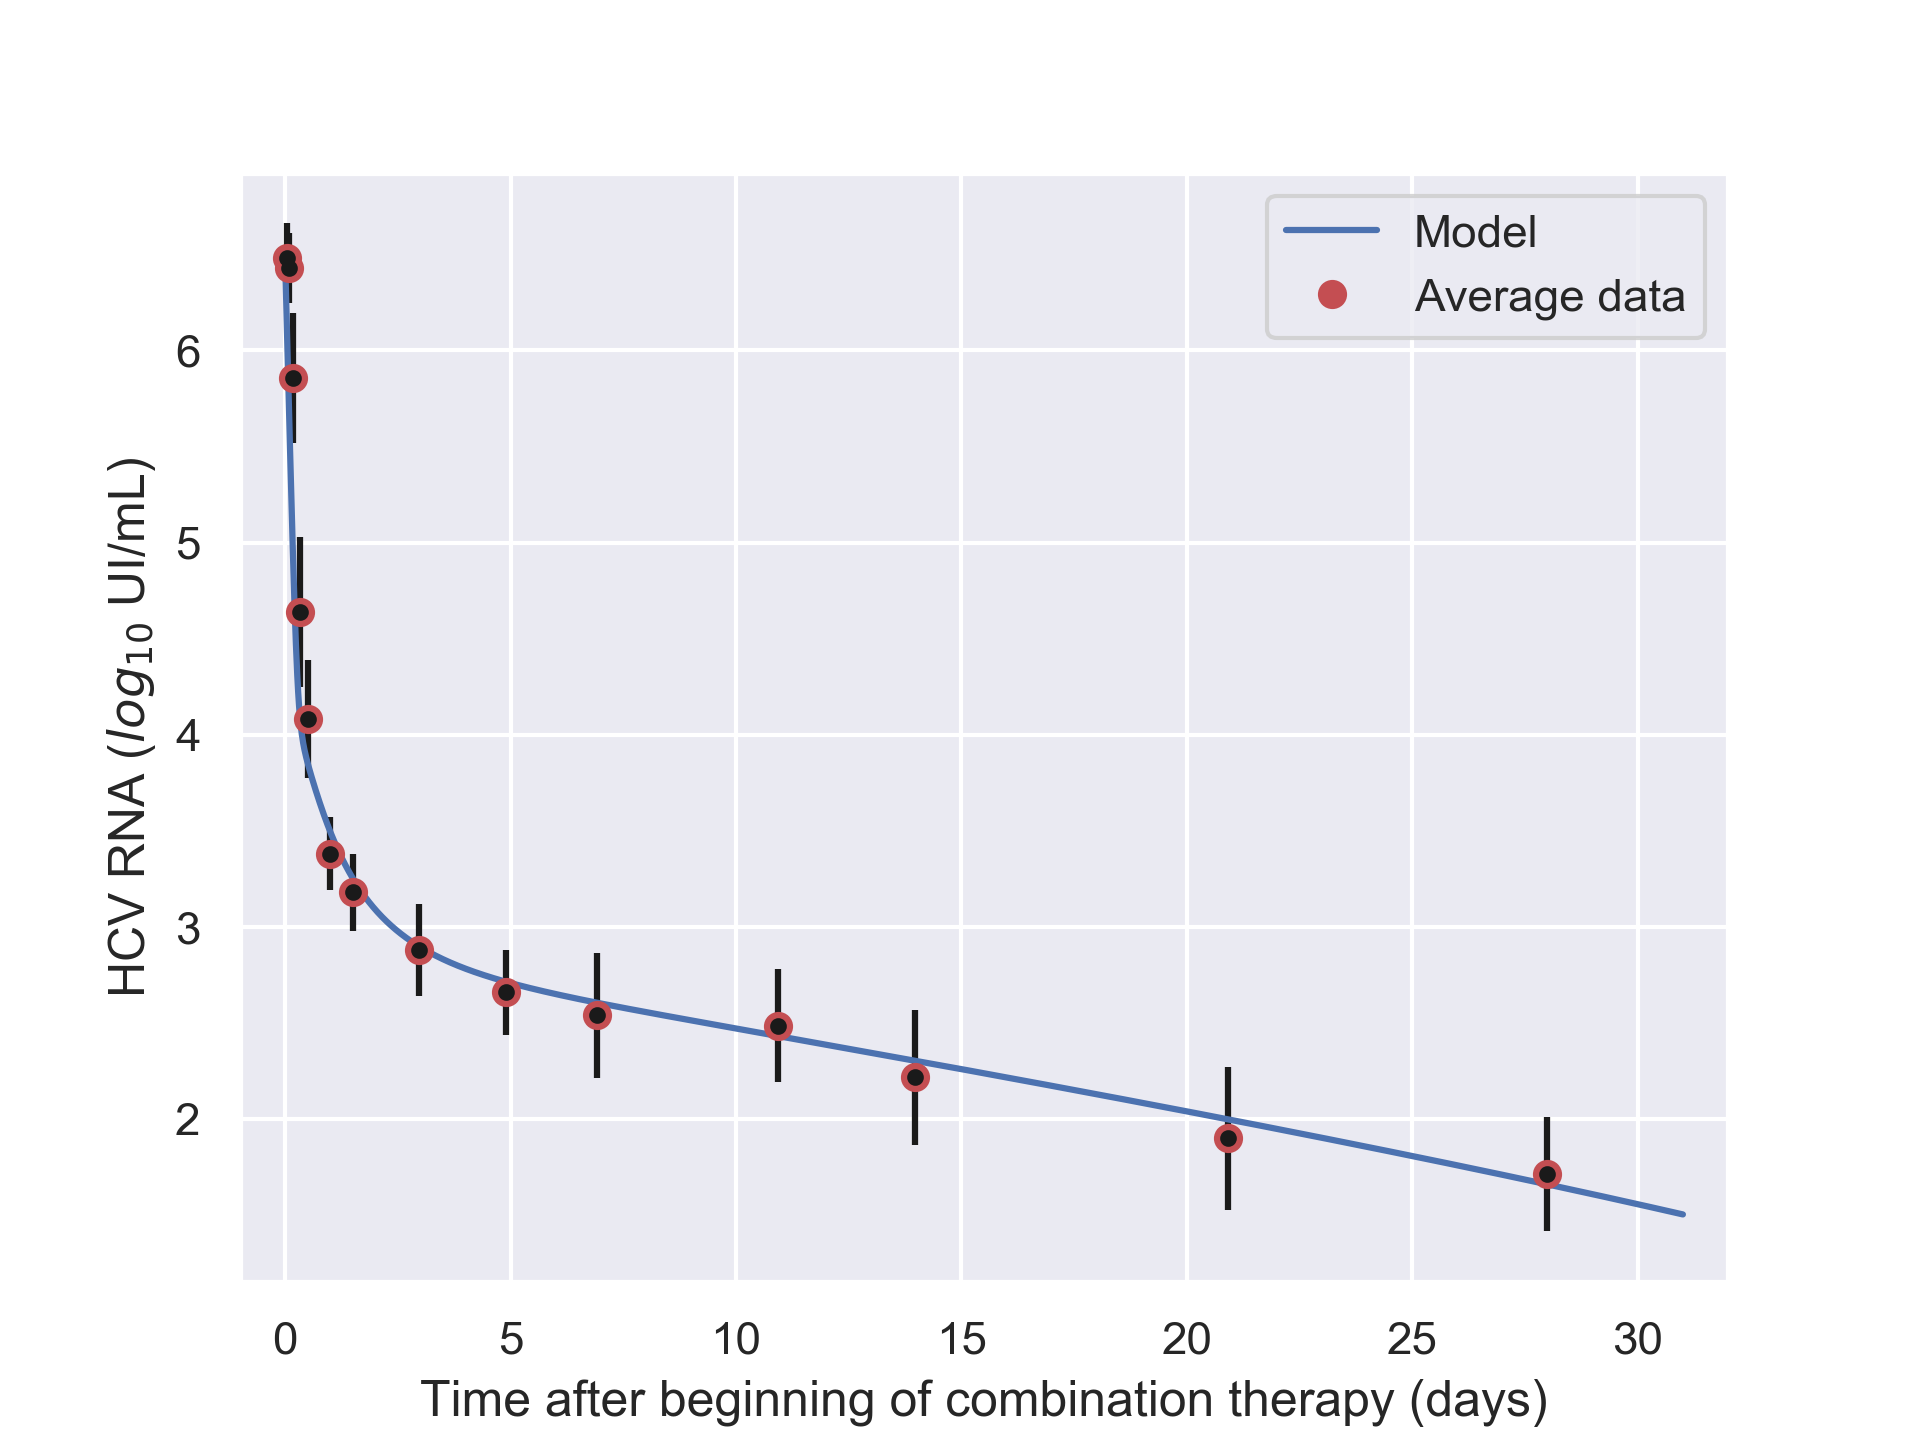 Model
Average data
6
5
4
3
2
HCV RNA (log₁₀ UI/mL)
0 5 10 15 20 25 30
Time after beginning of combination therapy (days)